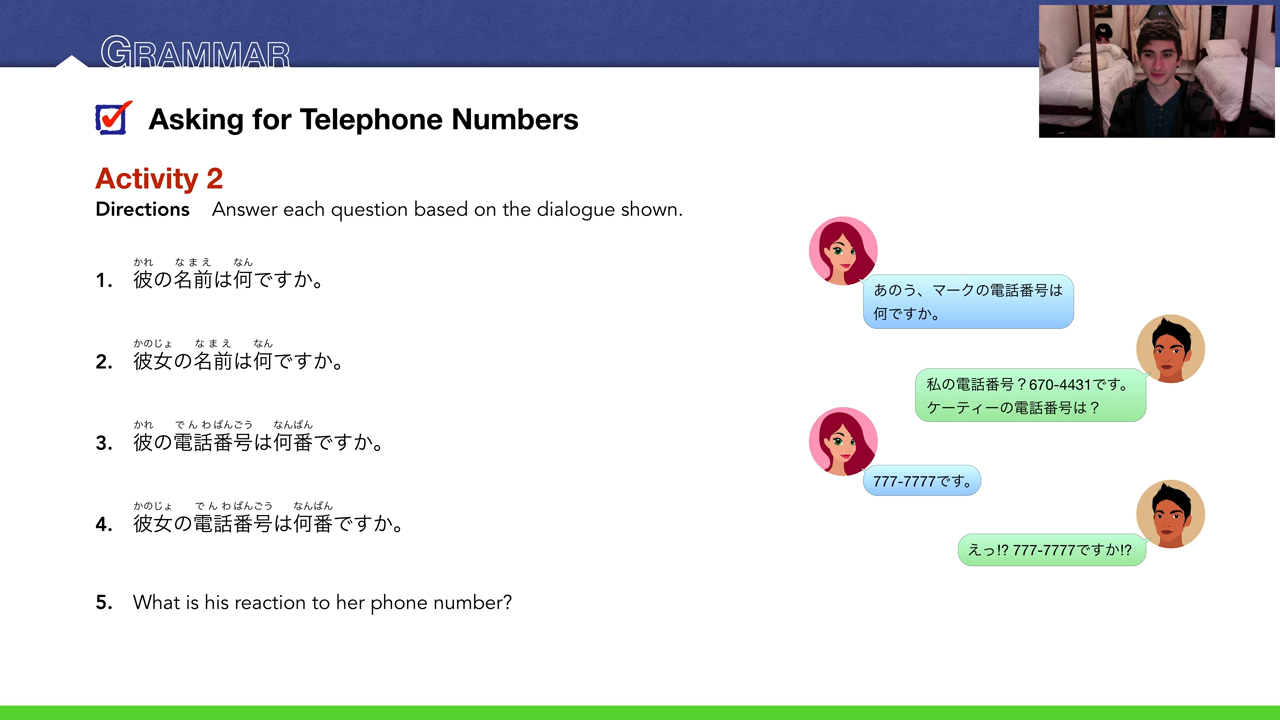 GRAMMAR
Asking for Telephone Numbers
Activity 2
Directions Answer each question based on the dialogue shown.
かれ なまえ なん
1. 彼の名前は何ですか。
かのじょ なまえ なん
2. 彼女の名前は何ですか。
かれ でんわばんごう なんばん
3. 彼の電話番号は何番ですか。
かのじょ でんわばんごう なんばん
4. 彼女の電話番号は何番ですか。
5. What is his reaction to her phone number?
あのう、マークの電話番号は
何ですか。
私の電話番号？670-4431です。
ケーティーの電話番号は？
777-7777です。
えっ!? 777-7777ですか!?